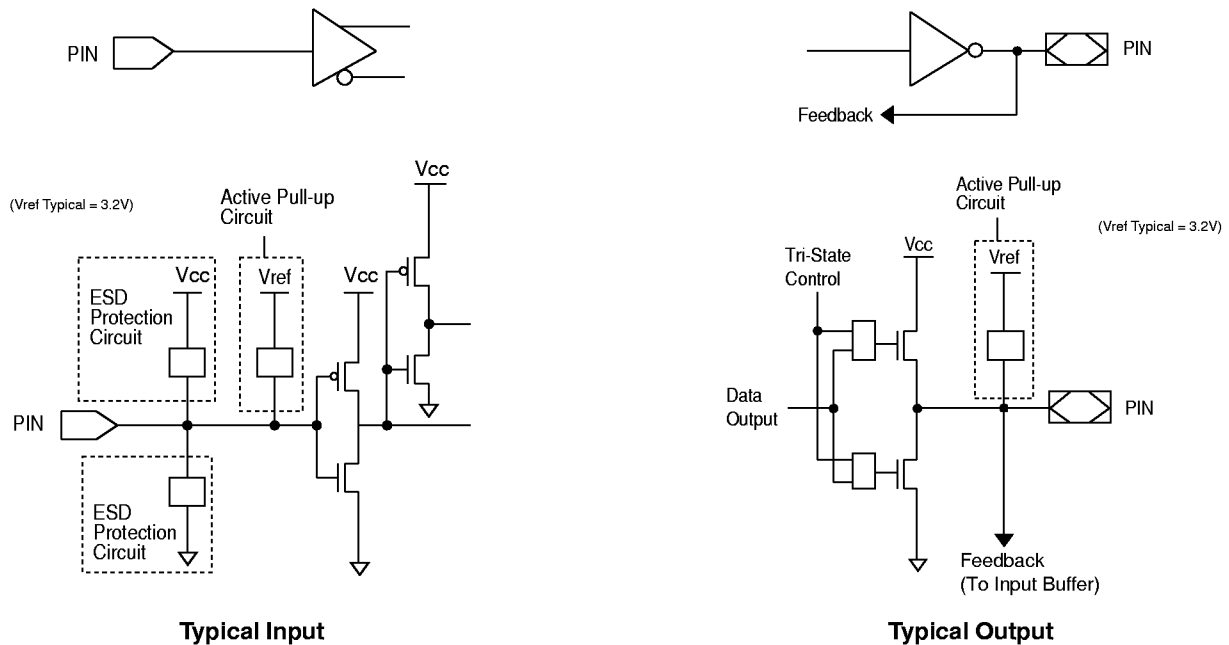 PIN
PIN
Feedback
(Vref Typical = 3.2V)
Active Pull-up
Circuit
Vcc
Vcc
Vref
Vcc
ESD
Protection
Circuit
PIN
ESD
Protection
Circuit
Typical Input
Active Pull-up
Circuit
(Vref Typical = 3.2V)
Tri-State
Control
Vcc
Vref
Data
Output
PIN
Feedback
(To Input Buffer)
Typical Output